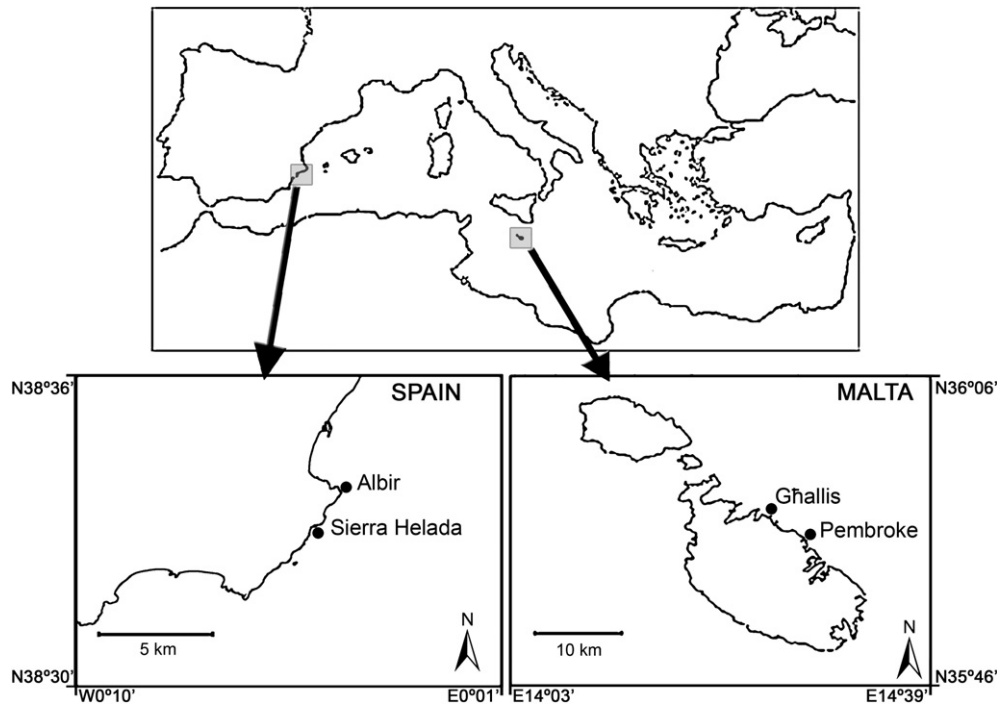 N38º36’
SPAIN
Albir
Sierra Helada
5 km
N
N38º30’
W0º10’
E0º01’
MALTA
N36º06’
Għallis
Pembroke
10 km
N
N35º46’
E14º03’
E14º39’